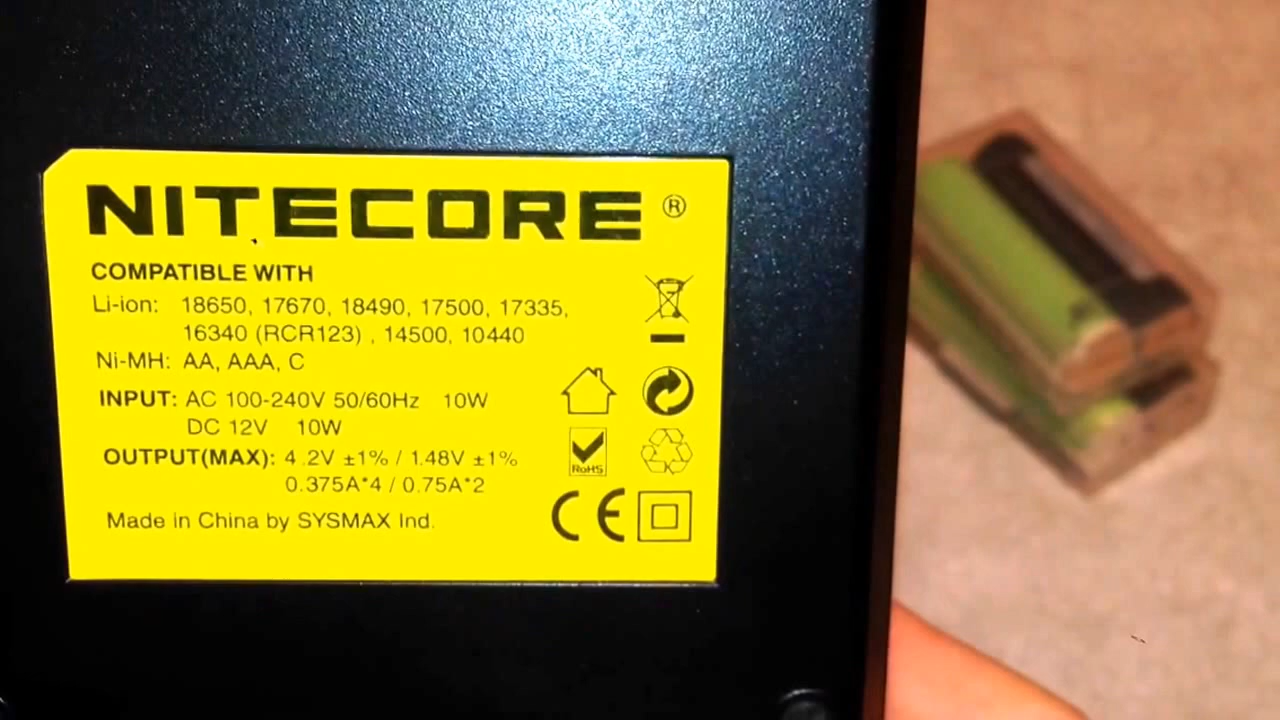 NITECORE ®
COMPATIBLE WITH
Li-ion: 18650, 17670, 18490, 17500, 17335,
16340 (RCR123) , 14500, 10440
Ni-MH: AA, AAA, C
INPUT: AC 100-240V 50/60Hz 10W
DC 12V 10W
OUTPUT(MAX): 4.2V ±1% / 1.48V ±1%
0.375A*4 / 0.75A*2
Made in China by SYSMAX Ind.
RoHS
CE